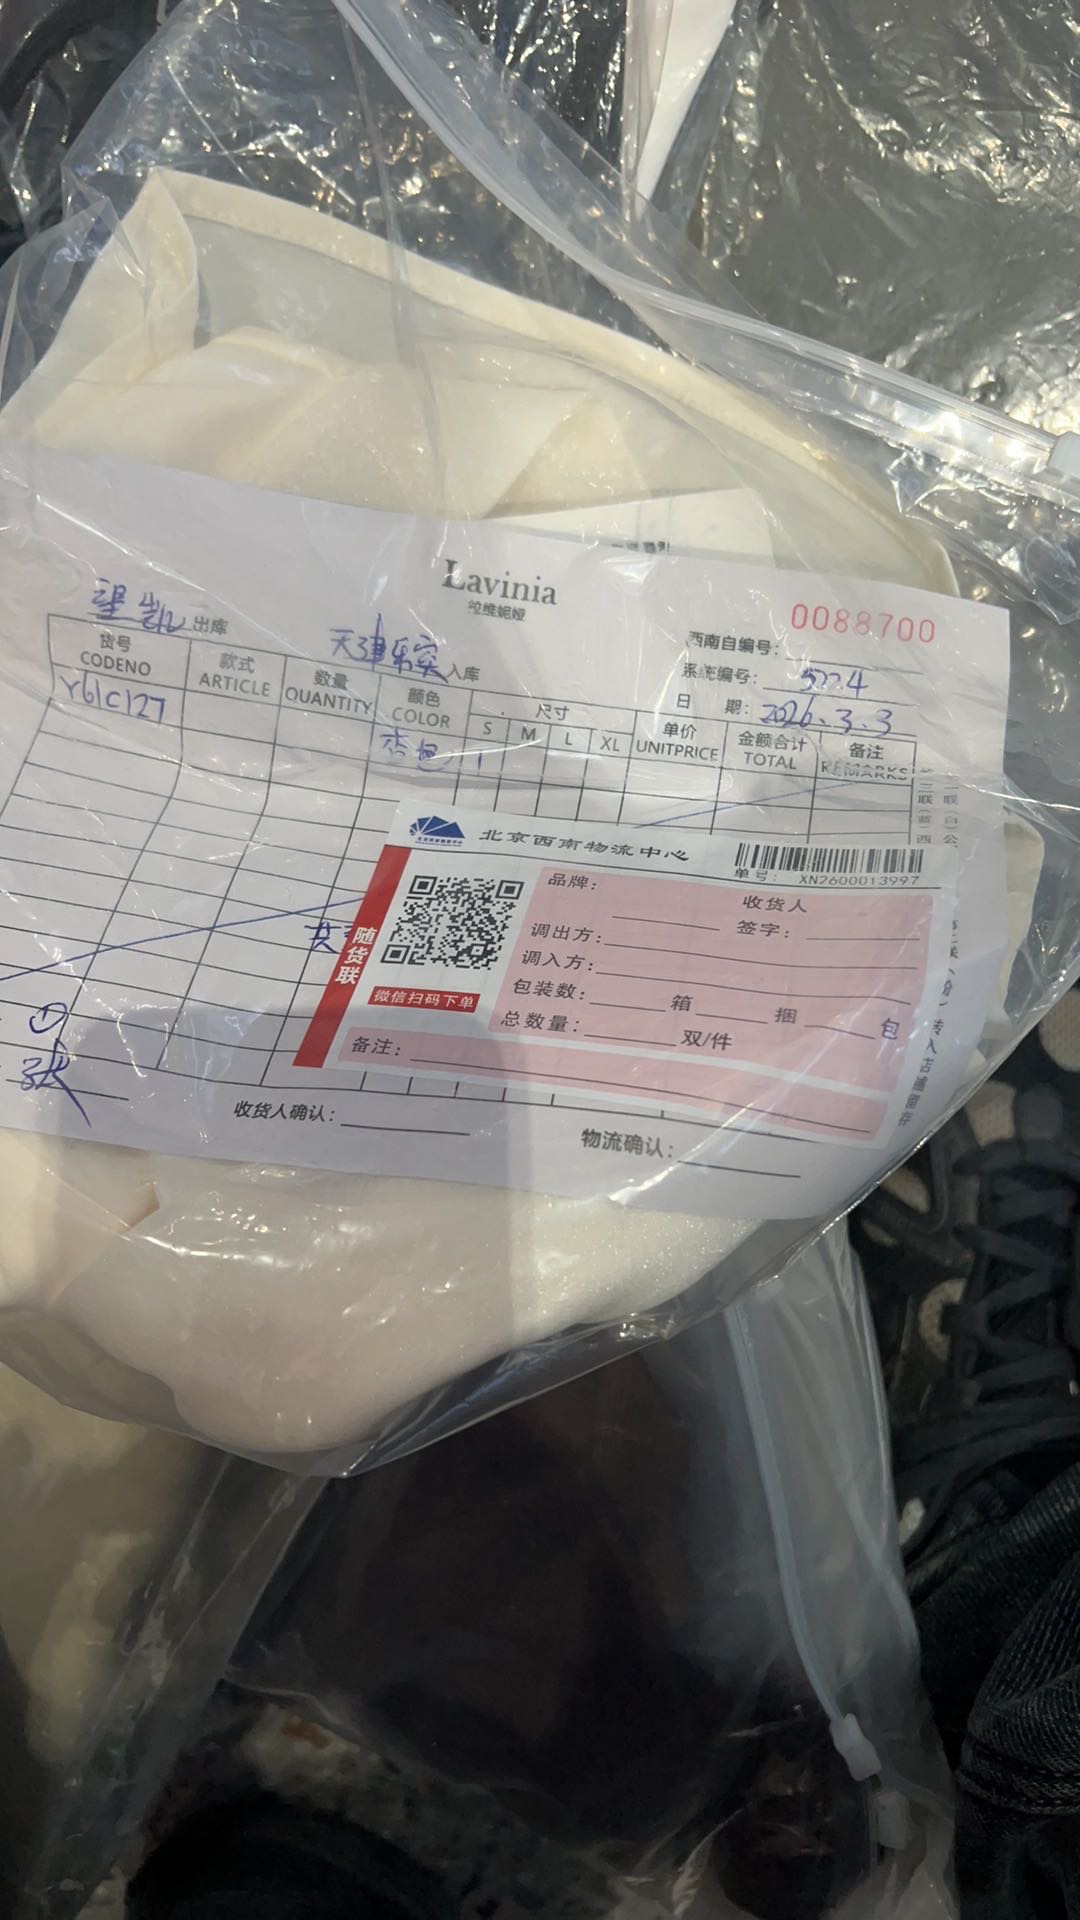 Lavinia
拉维妮娅
0088700
望凯 出库
天津乐宾 入库
西南自编号：
系统编号： 5224
日 期： 2026.3.3
货号 款式 数量 颜色 尺寸 单价 金额合计 备注
CODENO ARTICLE QUANTITY COLOR S M L XL UNITPRICE TOTAL REMARKS
Y61C127 杏色 1
北京西南物流中心
单号： XN2600013997
随货联
微信扫码下单
品牌：
收货人
签字：
调出方：
调入方：
包装数： 箱 捆 包
总数量： 双/件
备注：
共
①
张
收货人确认：
物流确认：